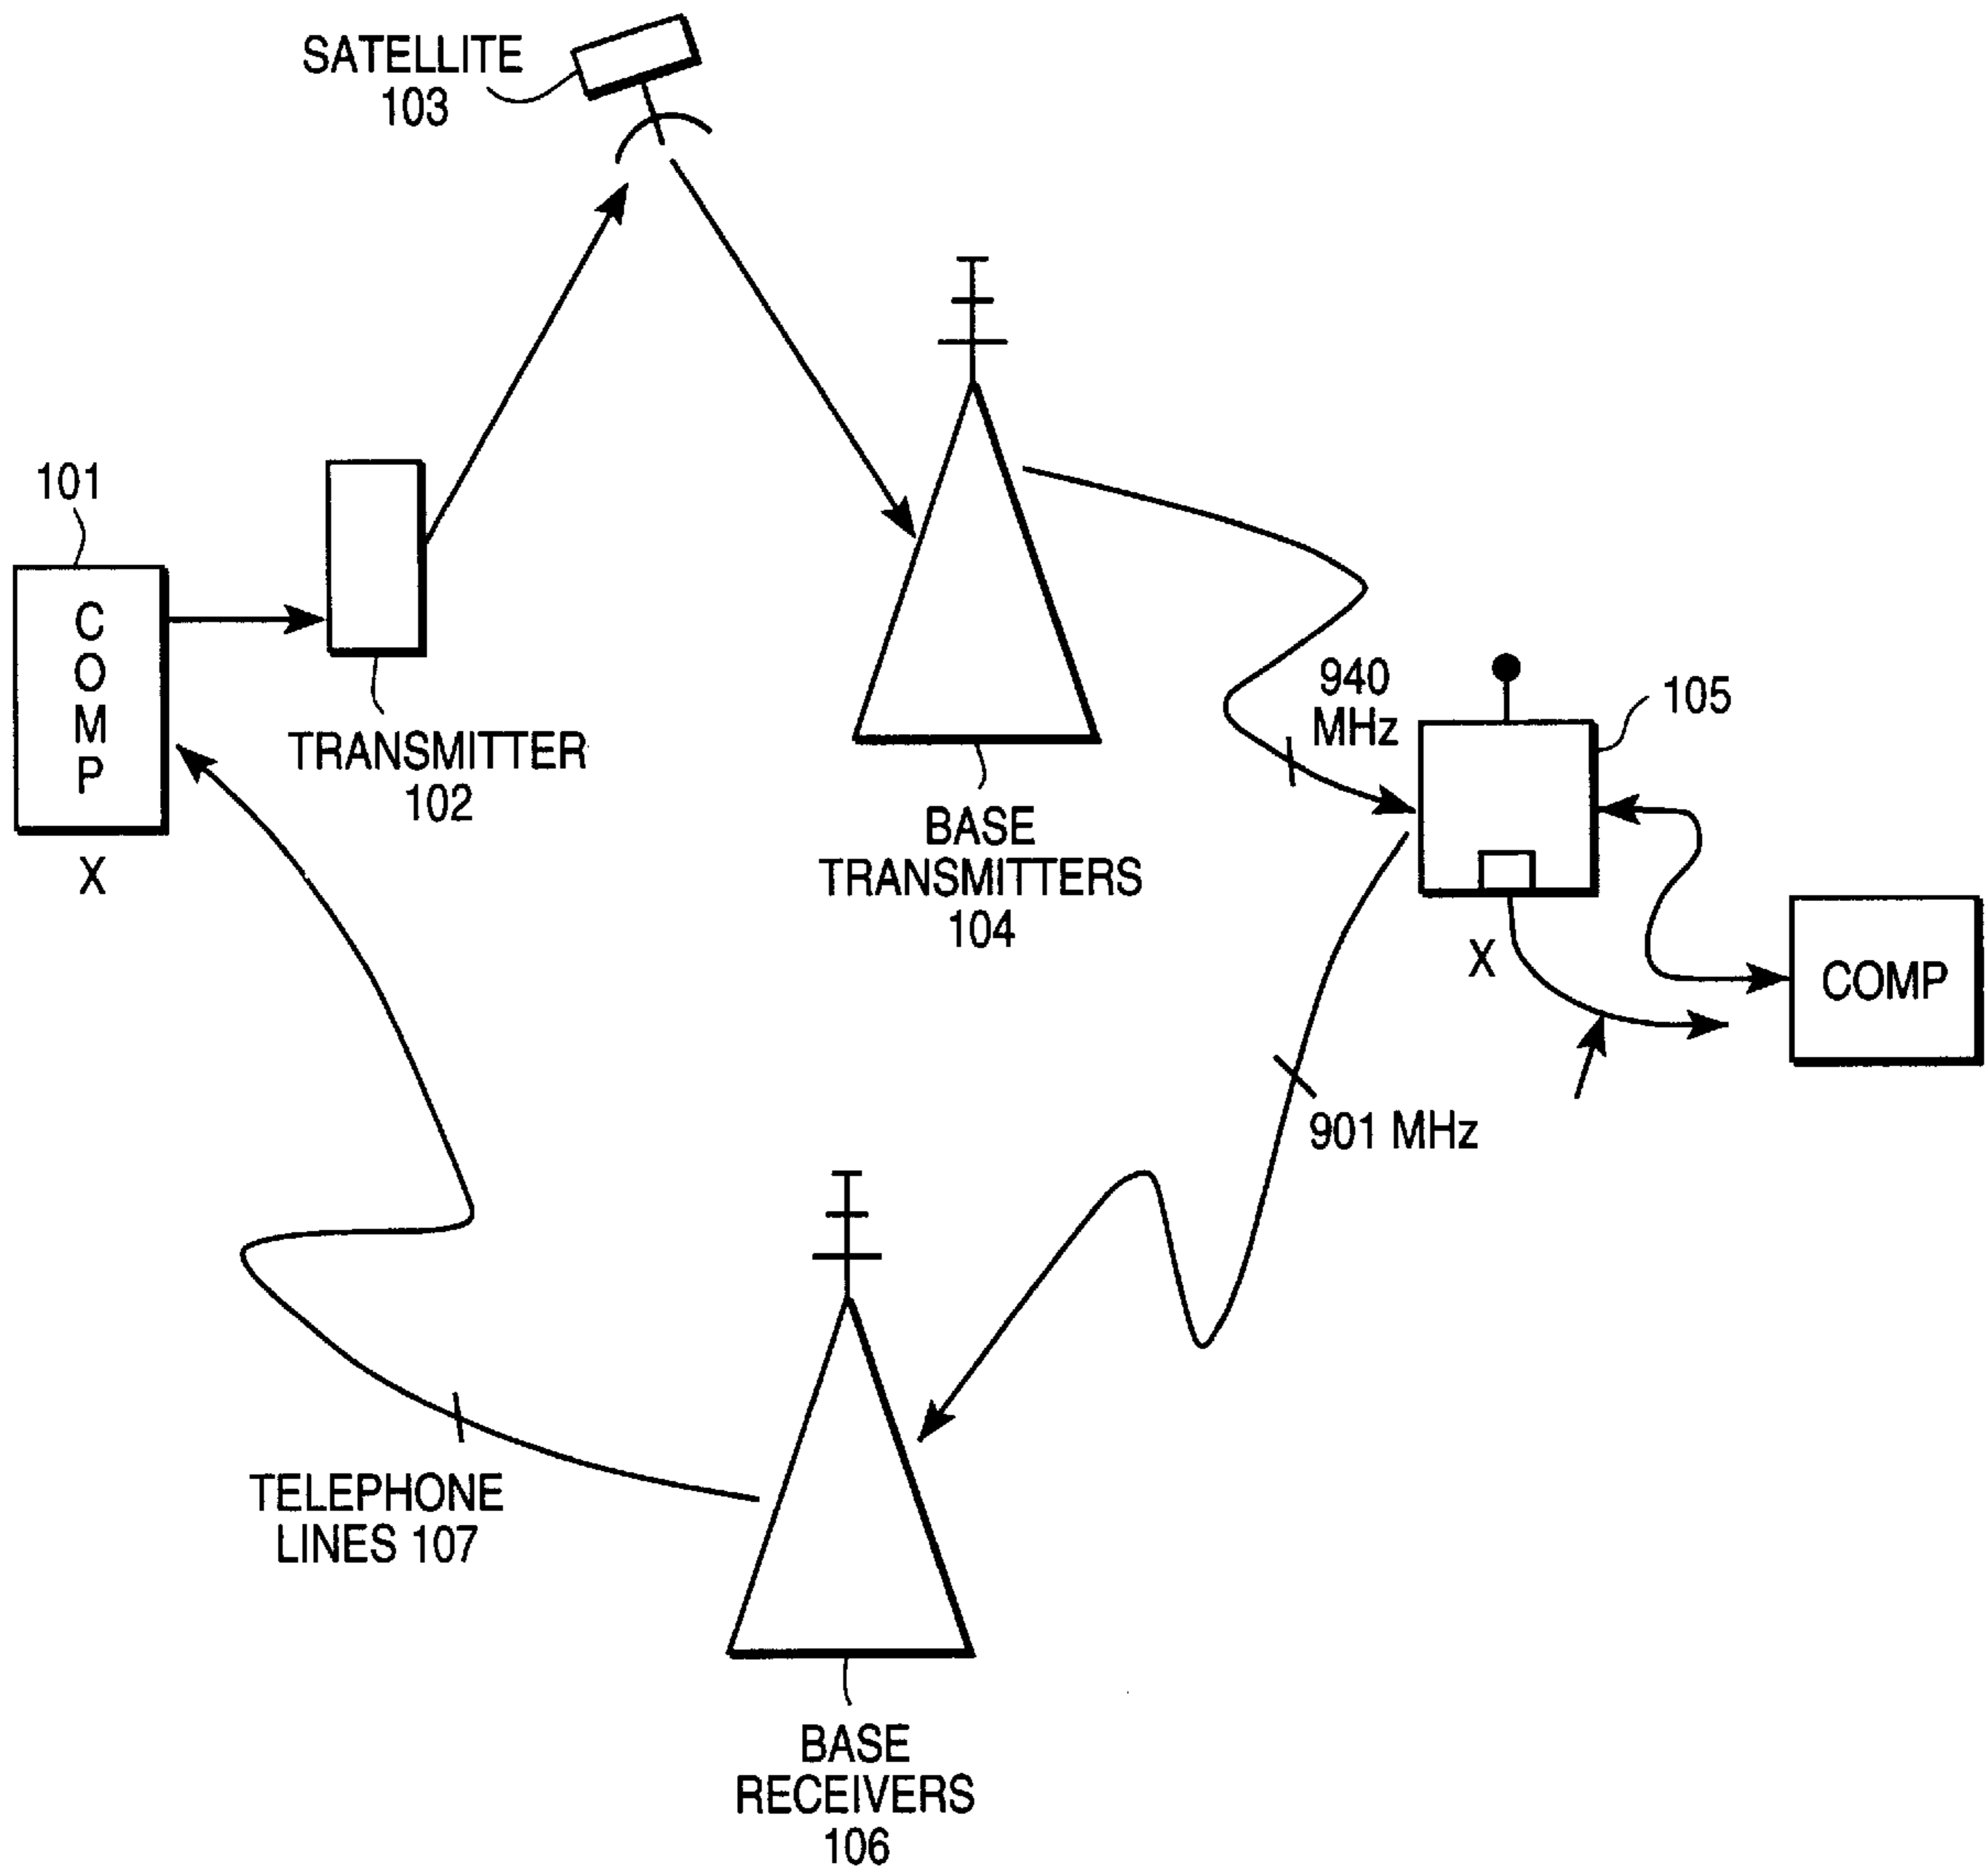 SATELLITE
103
101
C
O
M
P
X
TRANSMITTER
102
BASE
TRANSMITTERS
104
940
MHz
105
X
COMP
901 MHz
TELEPHONE
LINES 107
BASE
RECEIVERS
106